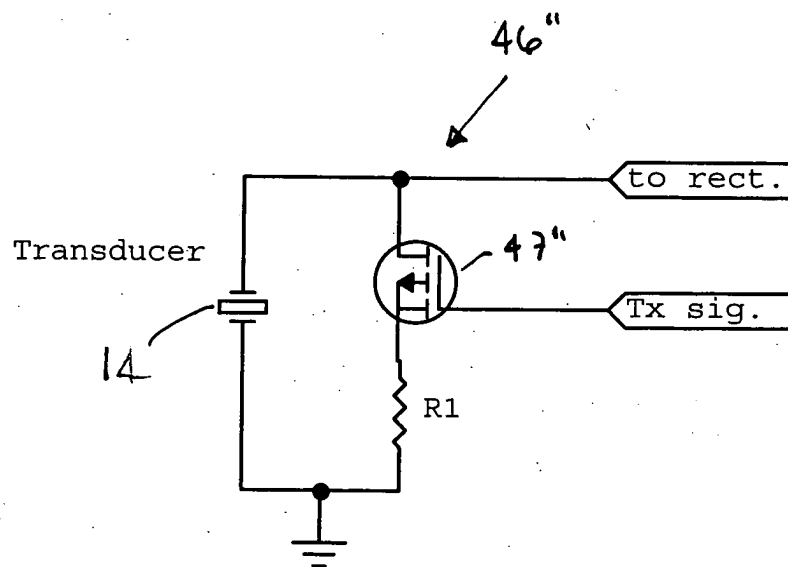 46"
to rect.
Transducer
47"
Tx sig.
14
R1